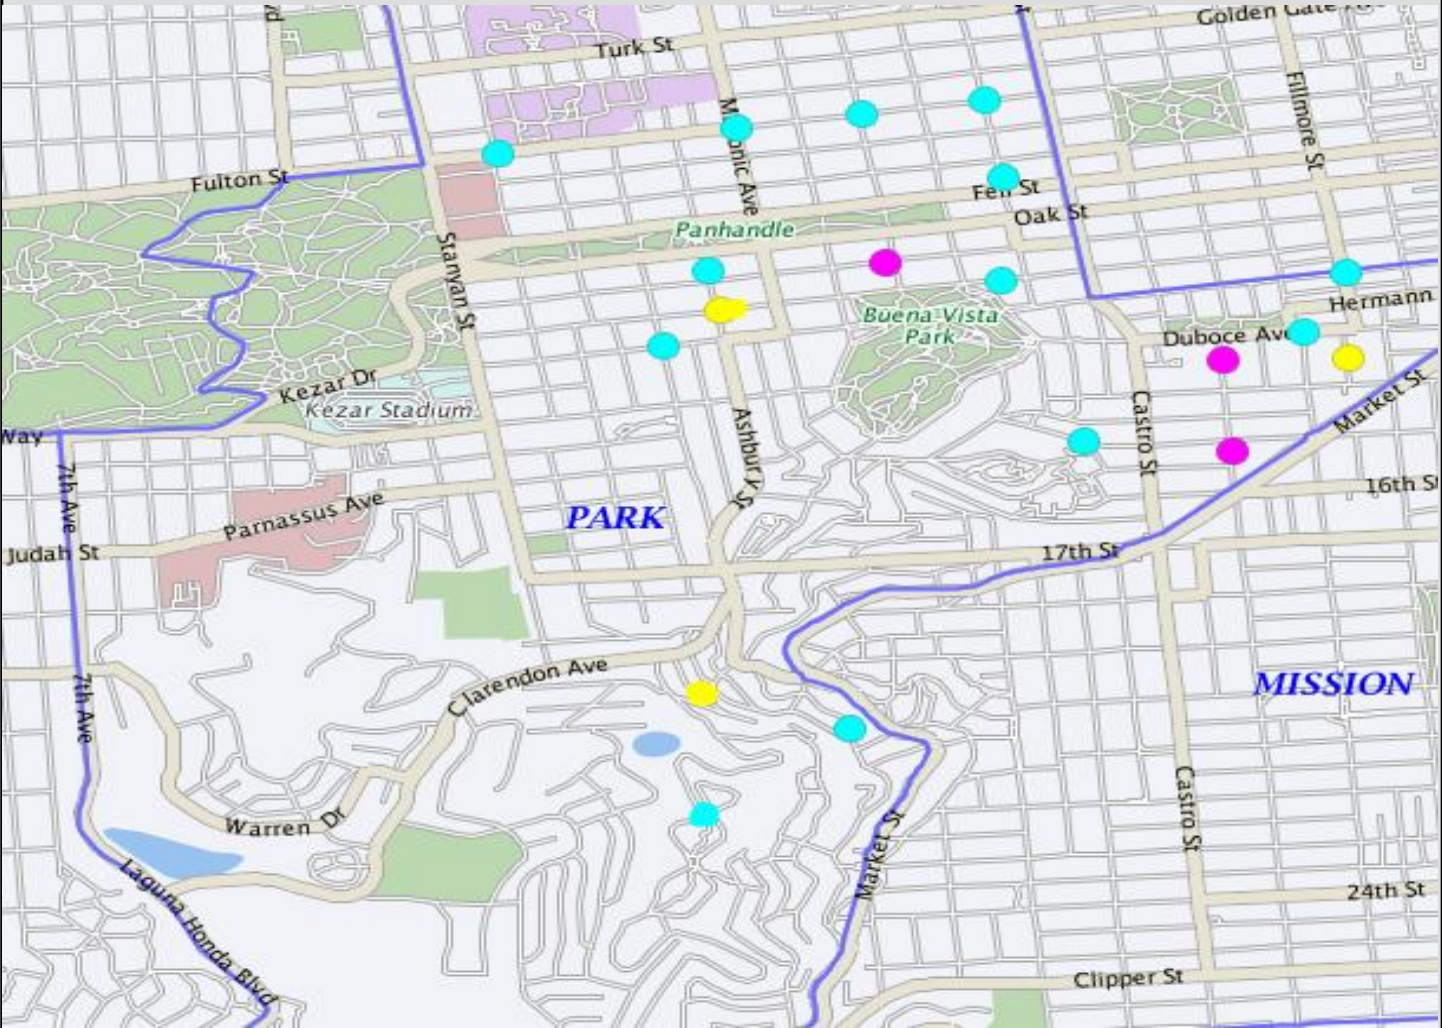 Golden Gate Ave
Turk St
Fillmore St
Masonic Ave
Fulton St
Fell St
Oak St
Panhandle
Stanyan St
Hermann
Buena Vista
Park
Duboce Ave
Kezar Dr
Kezar Stadium
Market St
Castro St
Ashbury St
Way
7th Ave
16th St
Parnassus Ave
PARK
Judah St
17th St
Clarendon Ave
MISSION
7th Ave
Castro St
Warren Dr
Market St
24th St
Laguna Honda Blvd
Clipper St